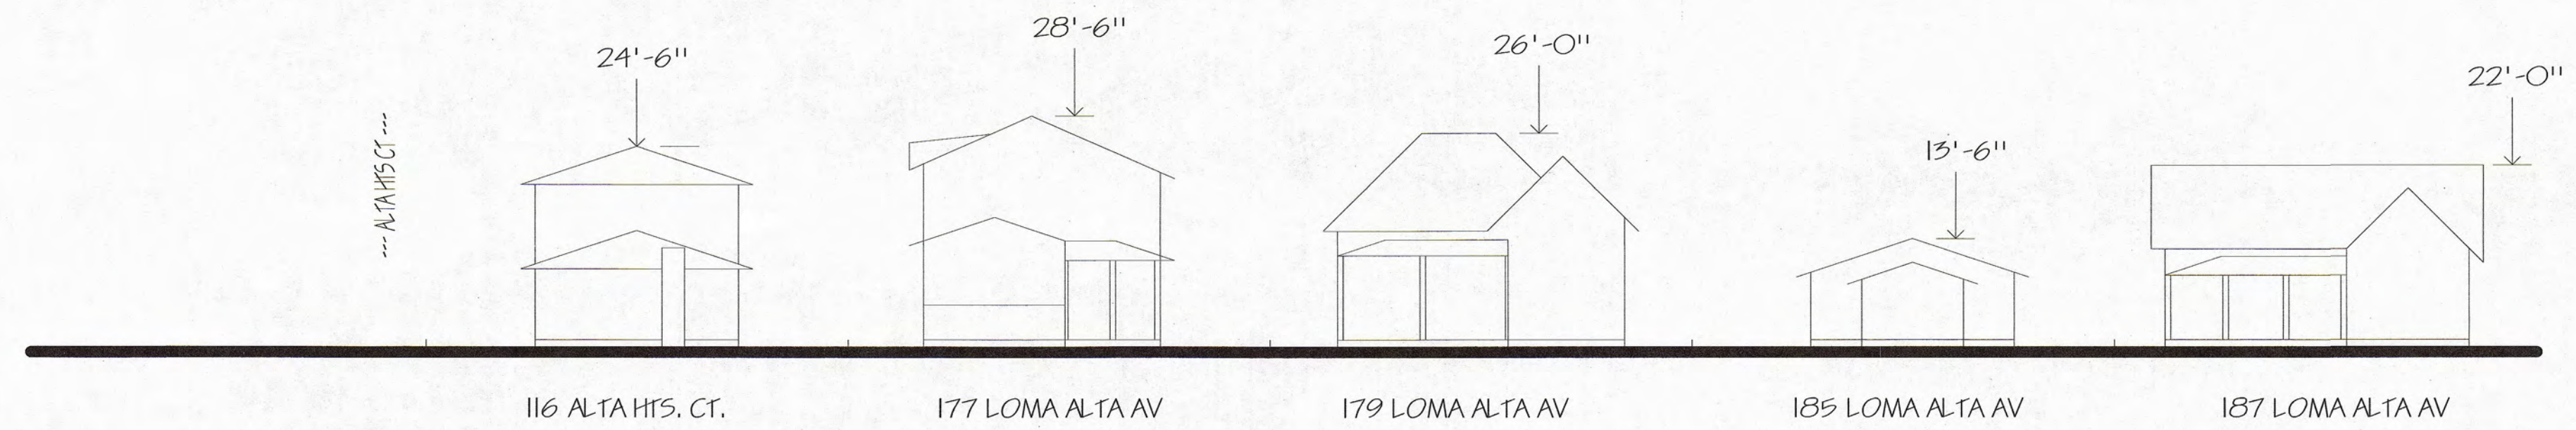 24'-6"
28'-6"
26'-0"
13'-6"
22'-0"
--- ALTA HTS CT ---
116 ALTA HTS. CT.
177 LOMA ALTA AV
179 LOMA ALTA AV
185 LOMA ALTA AV
187 LOMA ALTA AV